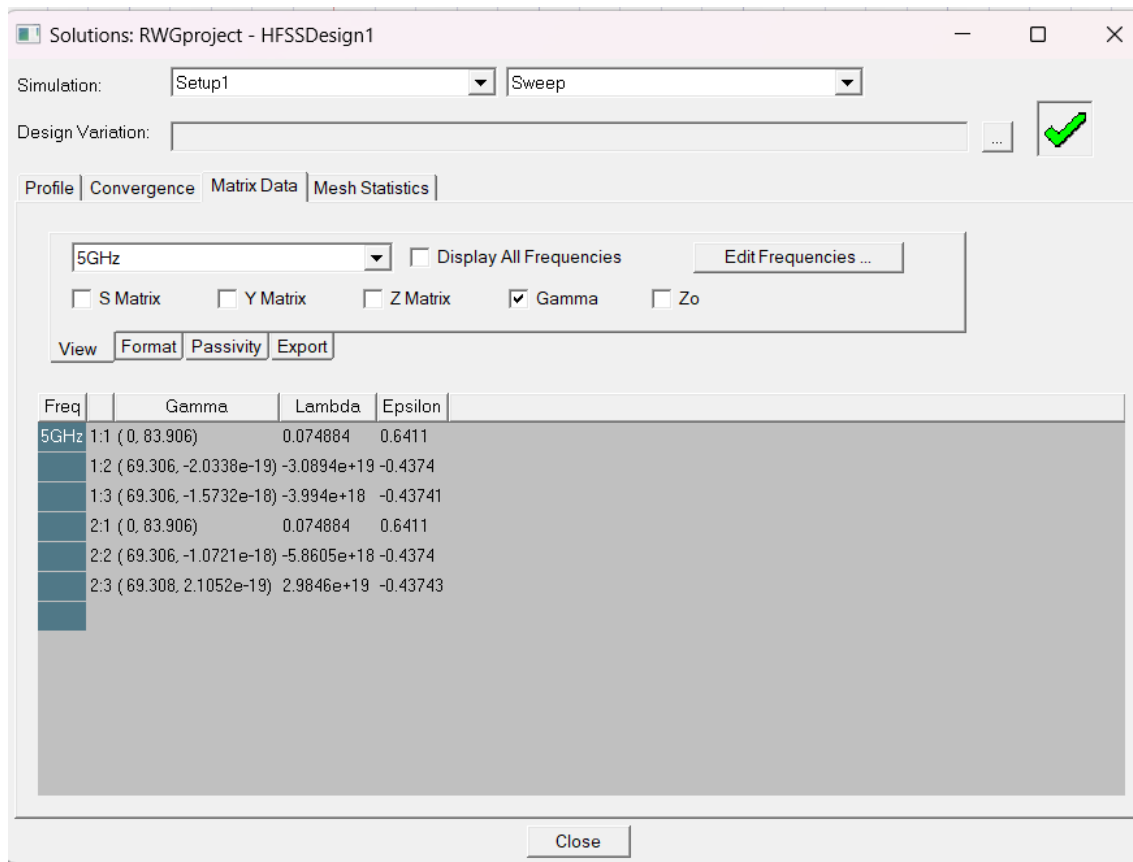 Solutions: RWGproject - HFSSDesign1
Simulation: Setup1 Sweep
Design Variation: ...
Profile Convergence Matrix Data Mesh Statistics
5GHz Display All Frequencies Edit Frequencies ...
S Matrix Y Matrix Z Matrix Gamma Zo
View Format Passivity Export
Freq Gamma Lambda Epsilon
5GHz 1:1 ( 0, 83.906) 0.074884 0.6411
1:2 ( 69.306, -2.0338e-19) -3.0894e+19 -0.4374
1:3 ( 69.306, -1.5732e-18) -3.994e+18 -0.43741
2:1 ( 0, 83.906) 0.074884 0.6411
2:2 ( 69.306, -1.0721e-18) -5.8605e+18 -0.4374
2:3 ( 69.308, 2.1052e-19) 2.9846e+19 -0.43743
Close